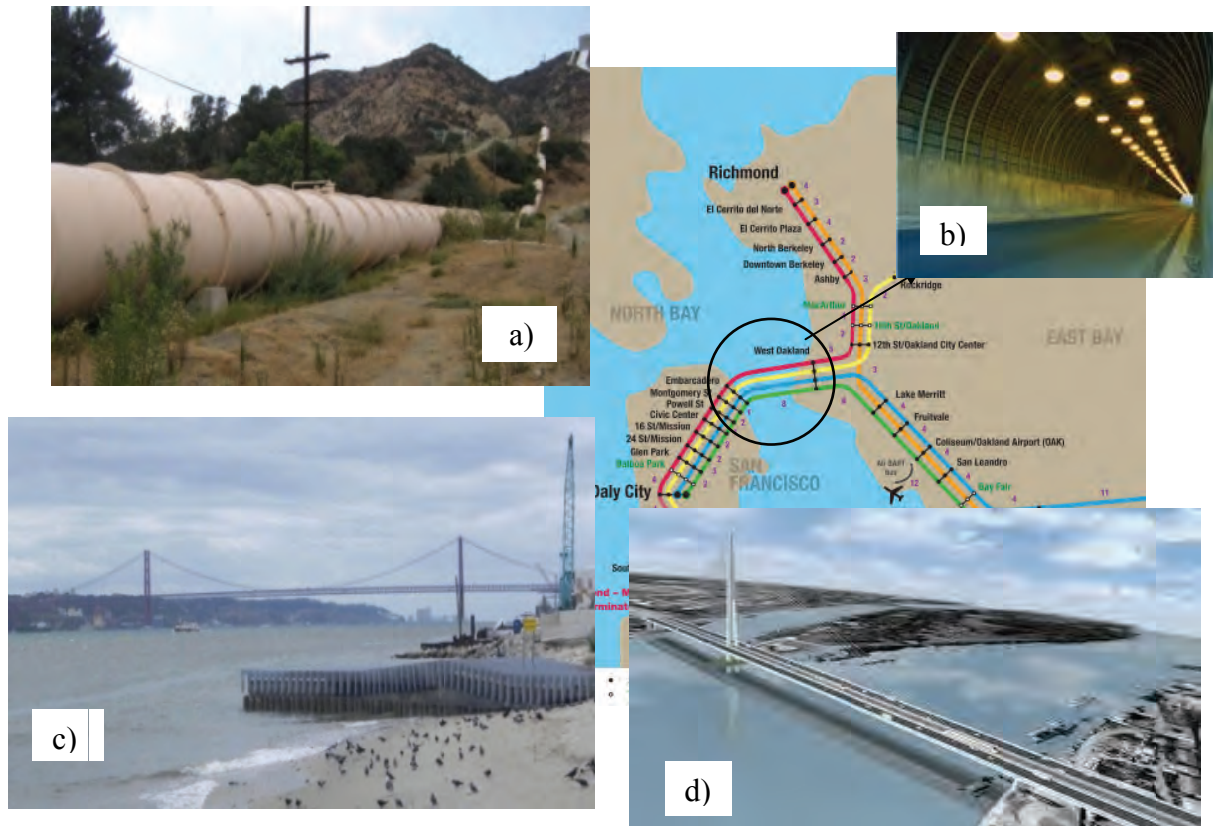 a)
b)
Richmond
El Cerrito del Norte
El Cerrito Plaza
North Berkeley
Downtown Berkeley
Ashby
Rockridge
MacArthur
19th St/Oakland
12th St/Oakland City Center
NORTH BAY
EAST BAY
West Oakland
Embarcadero
Montgomery St
Powell St
Civic Center
16 St/Mission
24 St/Mission
Glen Park
Balboa Park
Daly City
SAN
FRANCISCO
Lake Merritt
Fruitvale
Coliseum/Oakland Airport (OAK)
San Leandro
Bay Fair
12
11
c)
d)